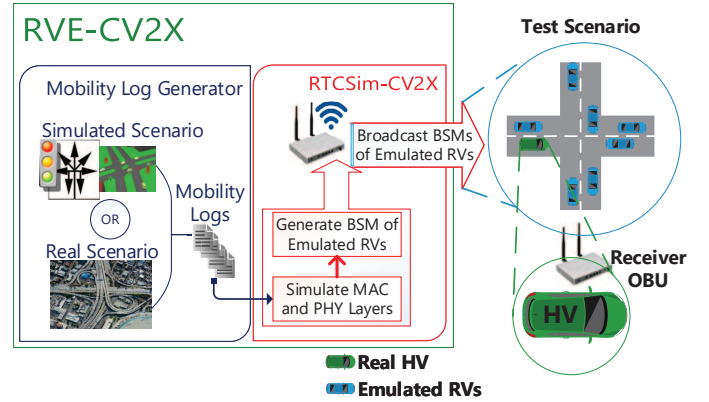 RVE-CV2X
Mobility Log Generator
Simulated Scenario
OR
Real Scenario
Mobility
Logs
RTCSim-CV2X
Broadcast BSMs
of Emulated RVs
Generate BSM of
Emulated RVs
Simulate MAC
and PHY Layers
Test Scenario
Receiver
OBU
HV
Real HV
Emulated RVs